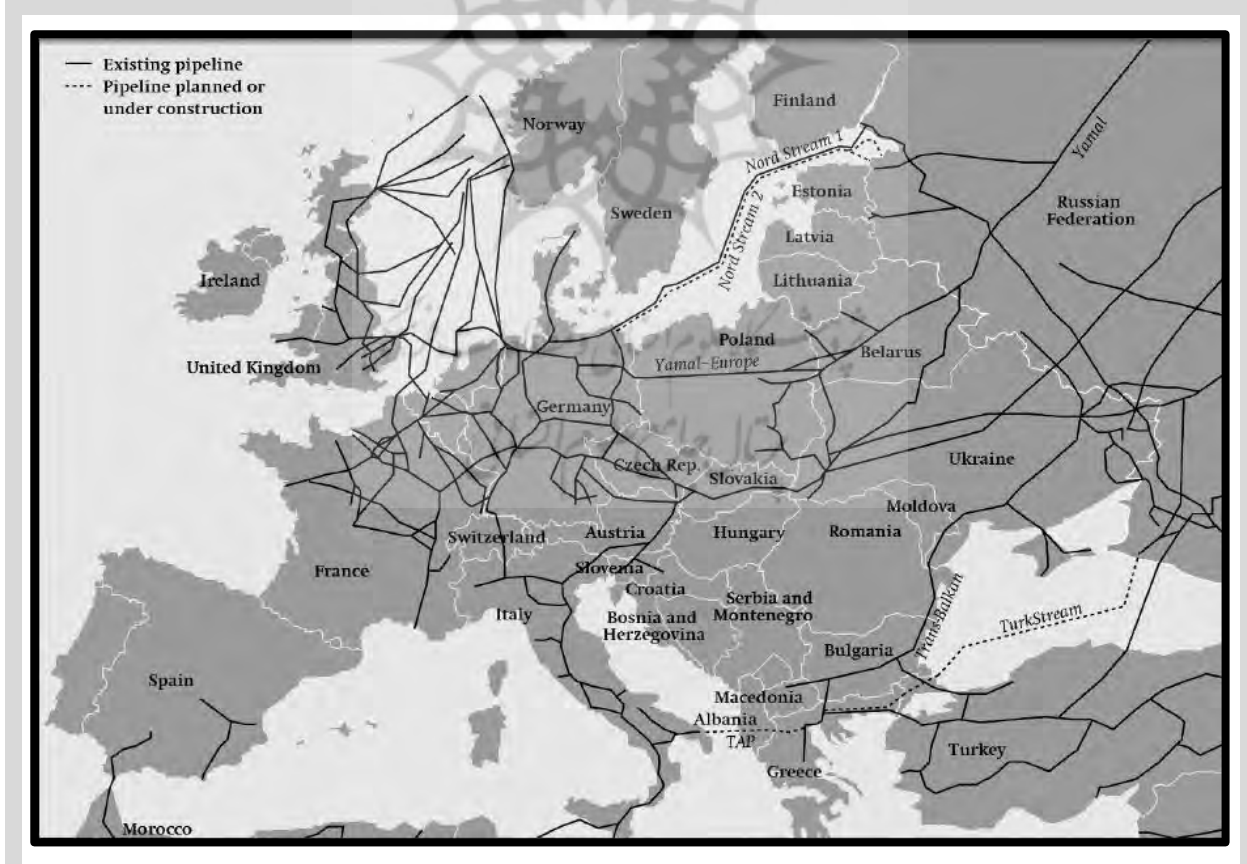 Existing pipeline
Pipeline planned or
under construction
Norway
Finland
Nord Stream 1
Yamal
Sweden
Estonia
Nord Stream 2
Russian
Federation
Latvia
Ireland
Lithuania
United Kingdom
Poland
Yamal–Europe
Belarus
Germany
Czech Rep.
Slovakia
Ukraine
Moldova
Switzerland
Austria
Hungary
Romania
France
Slovenia
Croatia
Italy
Bosnia and
Herzegovina
Serbia and
Montenegro
Trans-Balkan
TurkStream
Bulgaria
Spain
Macedonia
Albania
TAP
Greece
Turkey
Morocco